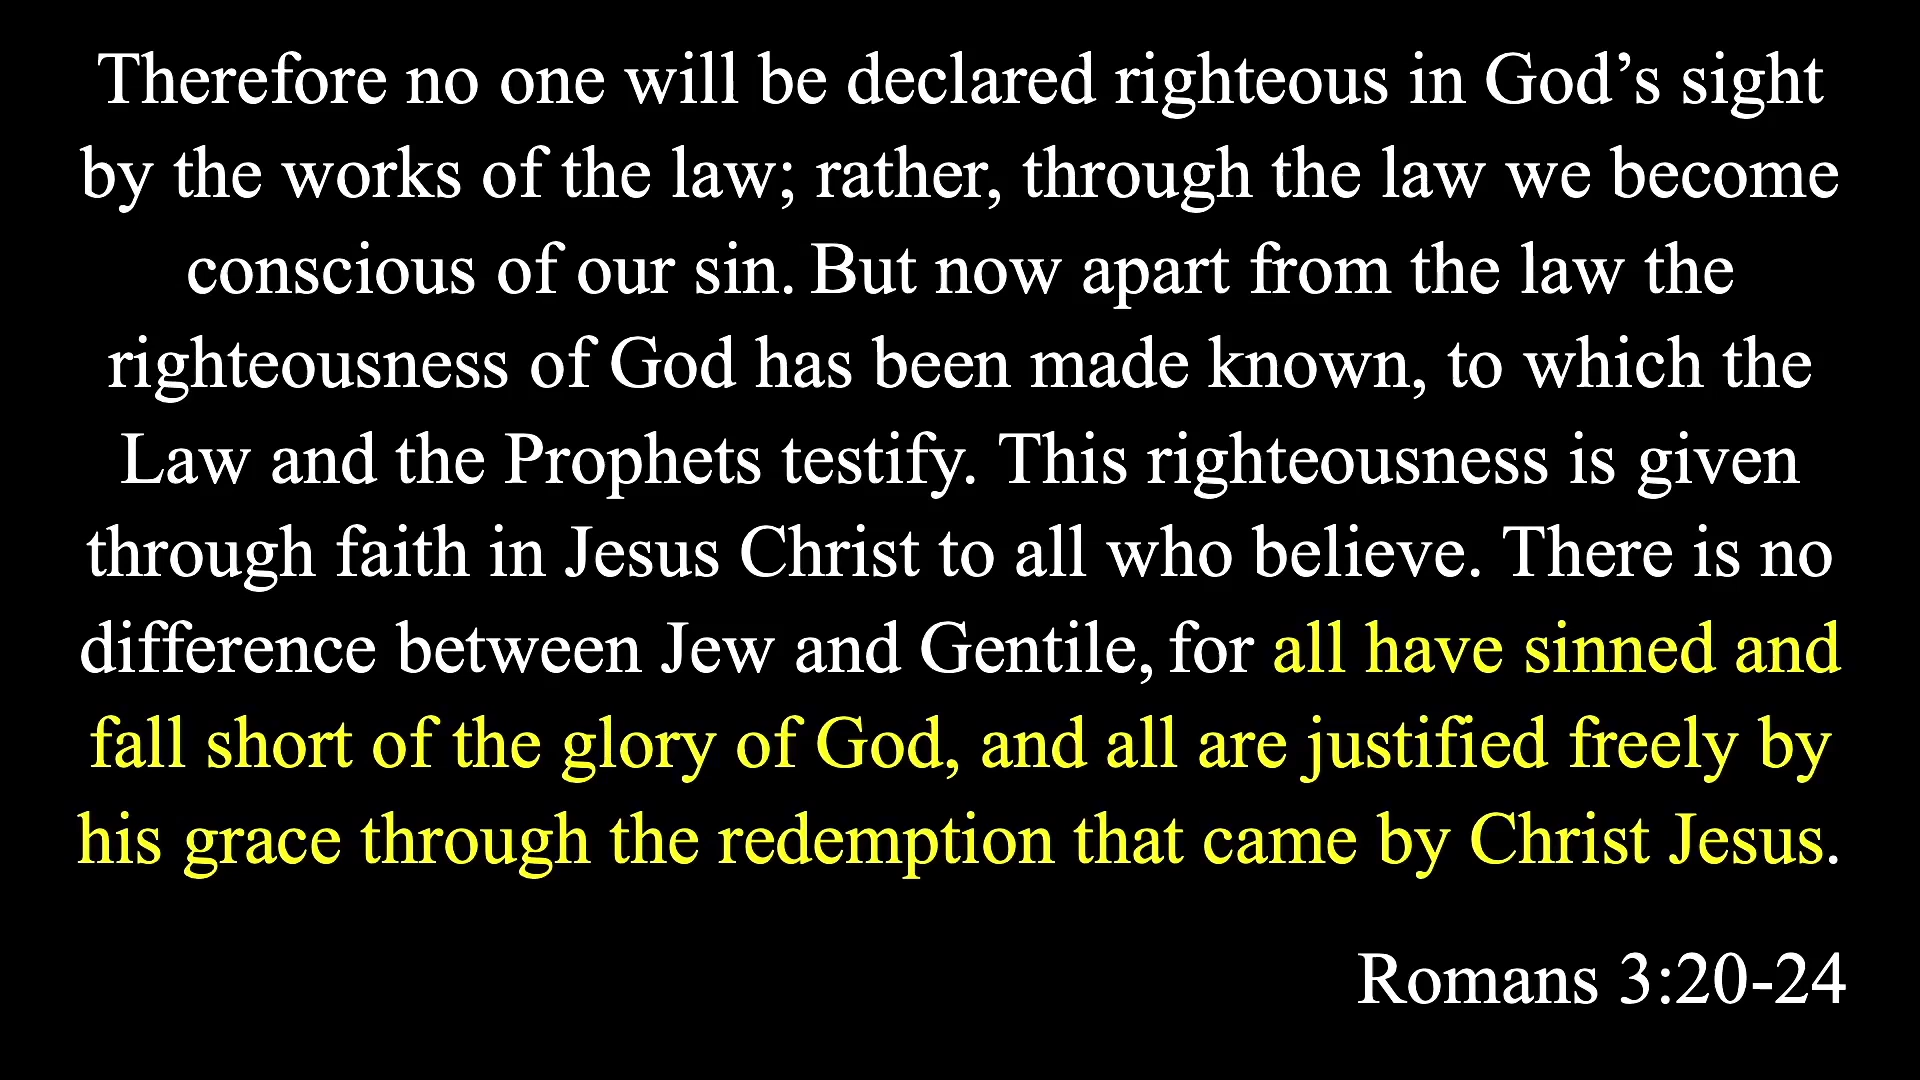 Therefore no one will be declared righteous in God’s sight
by the works of the law; rather, through the law we become
conscious of our sin. But now apart from the law the
righteousness of God has been made known, to which the
Law and the Prophets testify. This righteousness is given
through faith in Jesus Christ to all who believe. There is no
difference between Jew and Gentile, for all have sinned and
fall short of the glory of God, and all are justified freely by
his grace through the redemption that came by Christ Jesus.
Romans 3:20-24